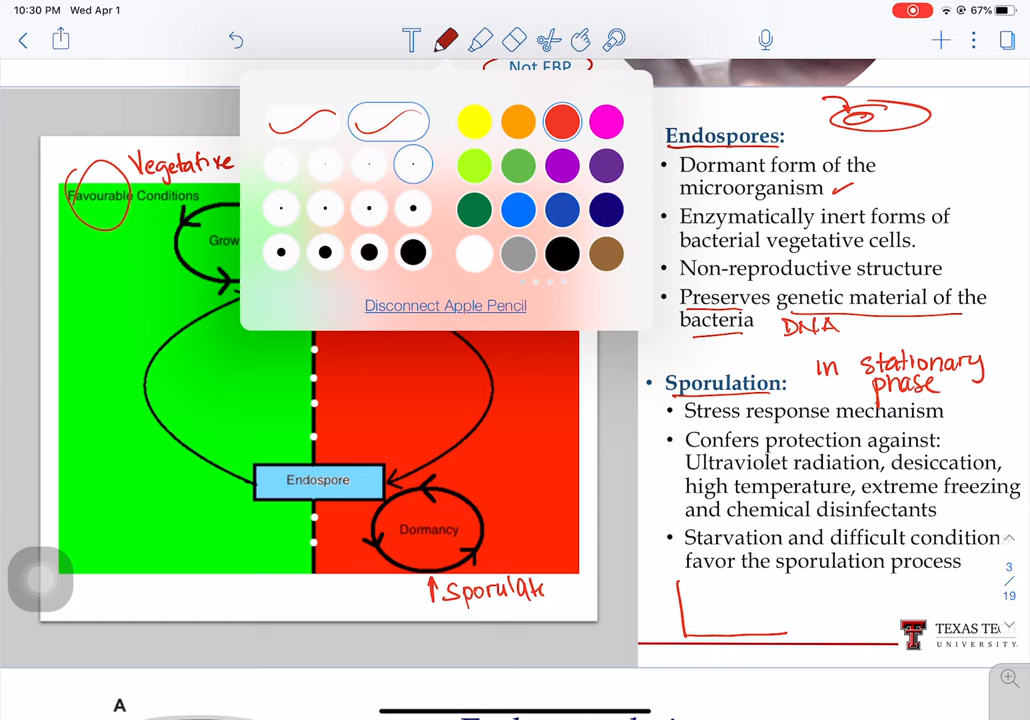 10:30 PM Wed Apr 1
67%
T
Not FBP
Disconnect Apple Pencil
Vegetative
Favourable Conditions
Grow
Endospore
Dormancy
↑ Sporulate
Endospores:
• Dormant form of the
microorganism ✓
• Enzymatically inert forms of
bacterial vegetative cells.
• Non-reproductive structure
• Preserves genetic material of the
bacteria DNA
in stationary
phase
• Sporulation:
• Stress response mechanism
• Confers protection against:
Ultraviolet radiation, desiccation,
high temperature, extreme freezing
and chemical disinfectants
• Starvation and difficult condition
favor the sporulation process
3
/
19
TEXAS TEC
UNIVERSITY.
A